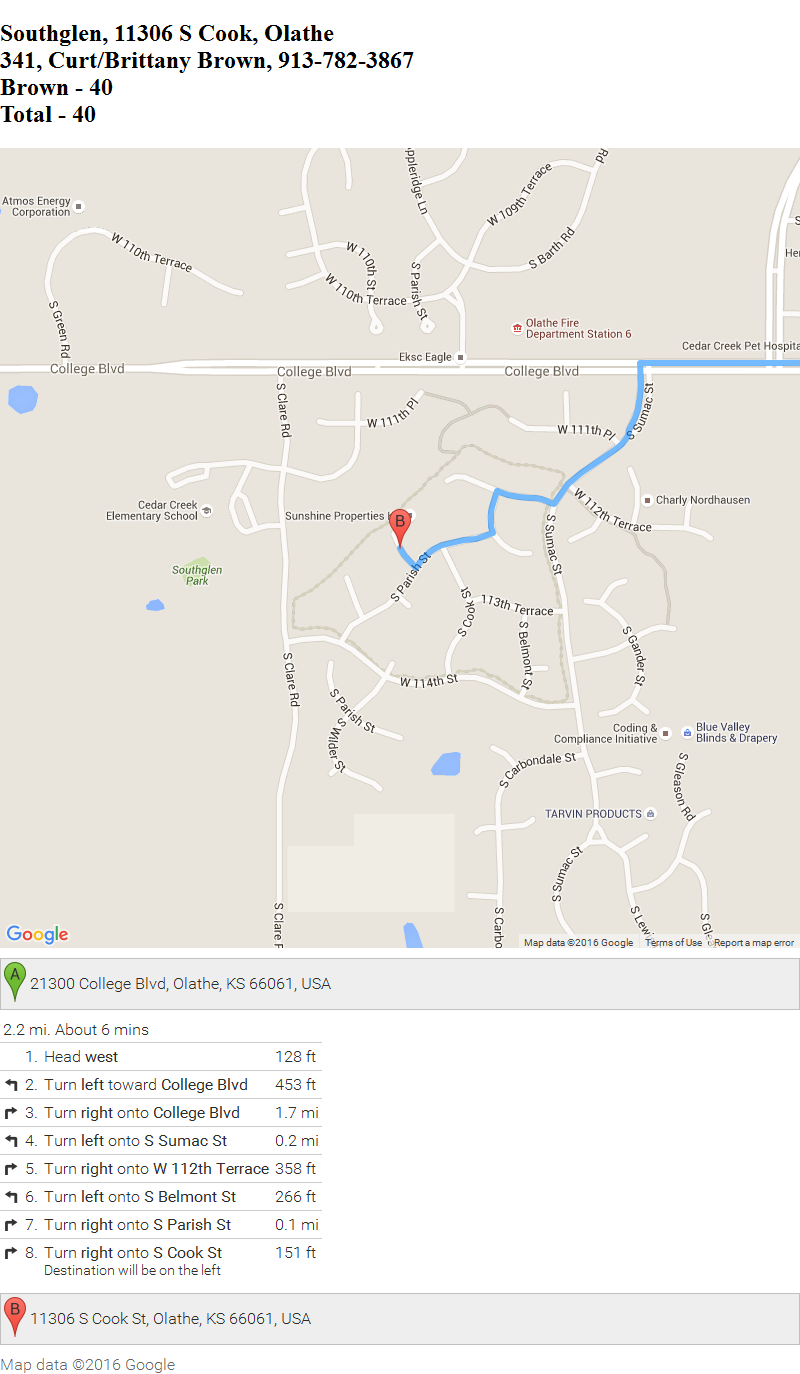 Southglen, 11306 S Cook, Olathe
341, Curt/Brittany Brown, 913-782-3867
Brown - 40
Total - 40
ppleridge Ln
Rd
W 109th Terrace
Atmos Energy
Corporation
W 110th Terrace
S Barth Rd
W 110th St
S Parish St
W 110th Terrace
S Green Rd
Olathe Fire
Department Station 6
Cedar Creek Pet Hospita
Eksc Eagle
College Blvd
College Blvd
College Blvd
S Clare Rd
W 111th Pl
S Sumac St
W 111th Pl
Cedar Creek
Elementary School
Sunshine Properties
B
W 112th Terrace
Charly Nordhausen
S Sumac St
Southglen
Park
S Parish St
S Cook St
113th Terrace
S Belmont St
S Gander St
S Clare Rd
W 114th St
S Parish St
S Wilder St
Coding &
Compliance Initiative
Blue Valley
Blinds & Drapery
S Carbondale St
S Gleason Rd
TARVIN PRODUCTS
S Sumac St
S Clare R
S Carbo
S Lewi
Google
Map data ©2016 Google
Terms of Use
Report a map error
A 21300 College Blvd, Olathe, KS 66061, USA
2.2 mi. About 6 mins
1. Head west 128 ft
2. Turn left toward College Blvd 453 ft
3. Turn right onto College Blvd 1.7 mi
4. Turn left onto S Sumac St 0.2 mi
5. Turn right onto W 112th Terrace 358 ft
6. Turn left onto S Belmont St 266 ft
7. Turn right onto S Parish St 0.1 mi
8. Turn right onto S Cook St 151 ft
Destination will be on the left
B 11306 S Cook St, Olathe, KS 66061, USA
Map data ©2016 Google